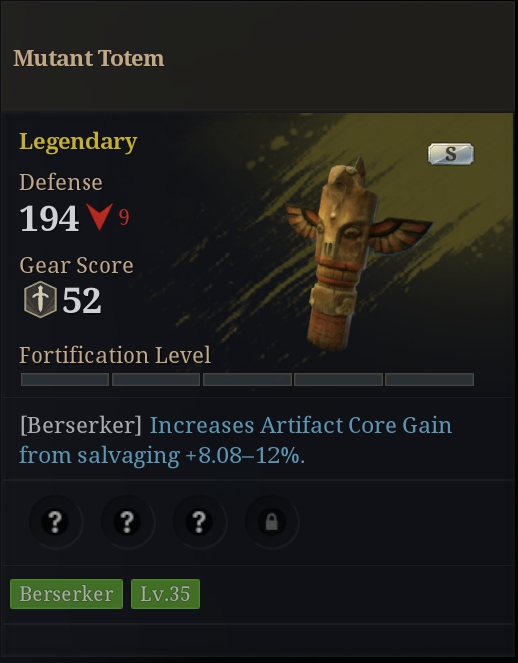 Mutant Totem
Legendary
S
Defense
194 9
Gear Score
52
Fortification Level
[Berserker] Increases Artifact Core Gain
from salvaging +8.08–12%.
? ? ?
Berserker Lv.35